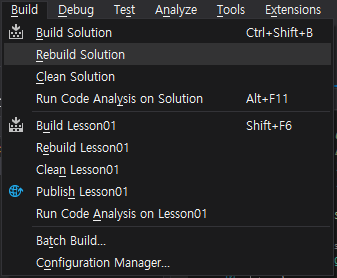 Build Debug Test Analyze Tools Extensions
Build Solution Ctrl+Shift+B
Rebuild Solution
Clean Solution
Run Code Analysis on Solution Alt+F11
Build Lesson01 Shift+F6
Rebuild Lesson01
Clean Lesson01
Publish Lesson01
Run Code Analysis on Lesson01
Batch Build...
Configuration Manager...